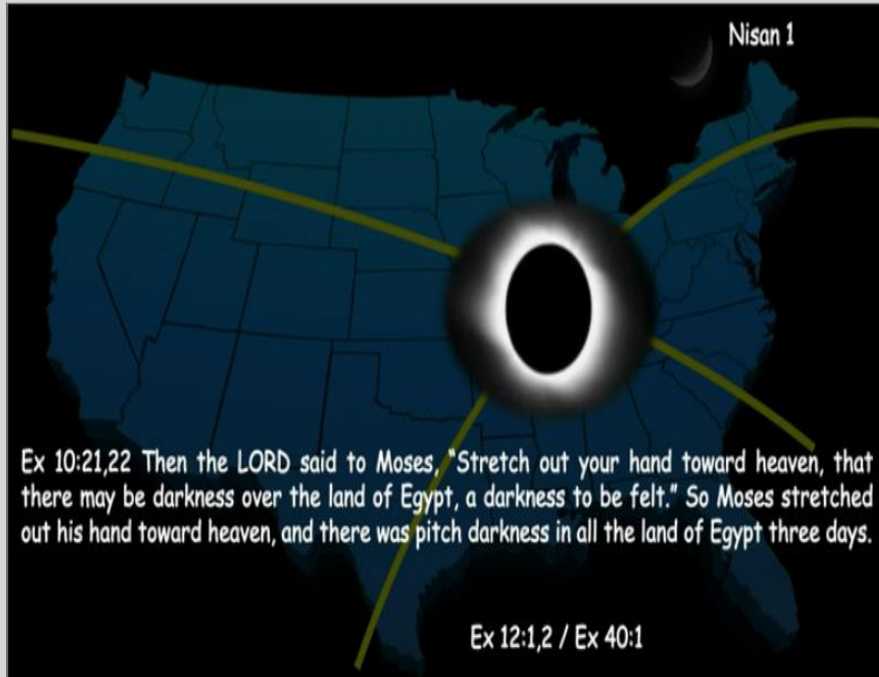 Nisan 1
Ex 10:21,22 Then the LORD said to Moses, "Stretch out your hand toward heaven, that
there may be darkness over the land of Egypt, a darkness to be felt." So Moses stretched
out his hand toward heaven, and there was pitch darkness in all the land of Egypt three days.
Ex 12:1,2 / Ex 40:1